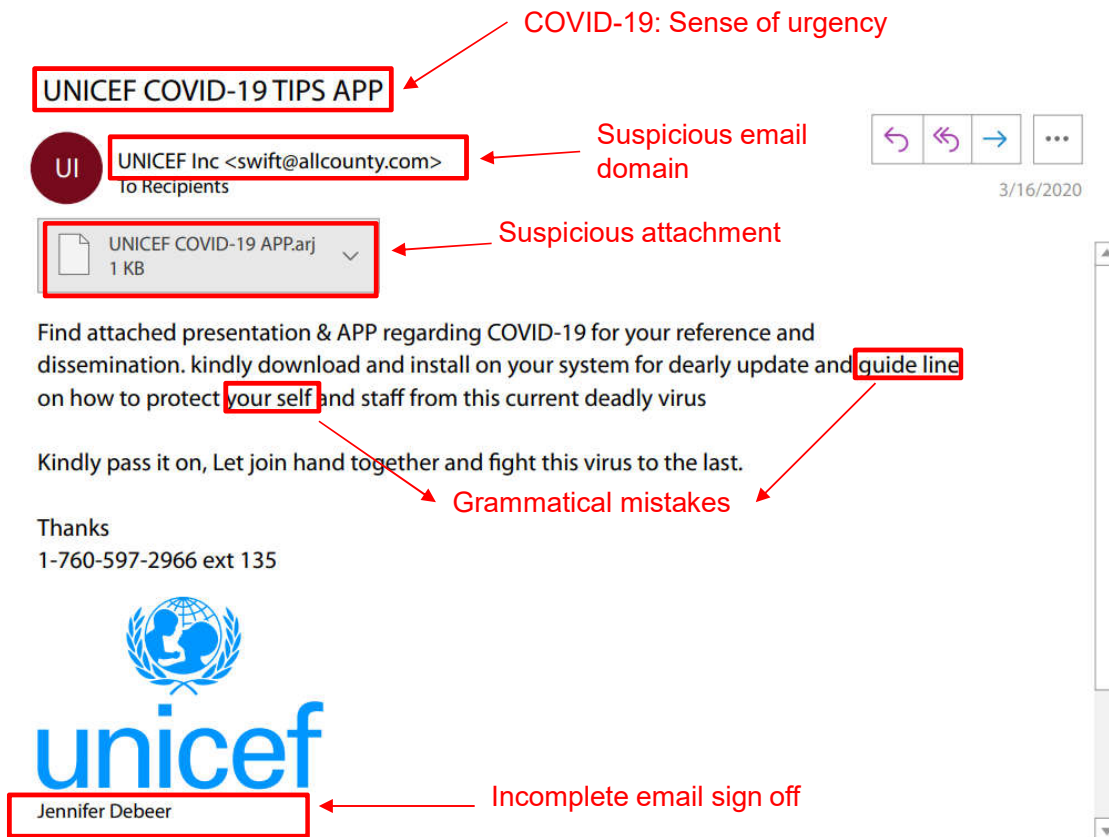 COVID-19: Sense of urgency
UNICEF COVID-19 TIPS APP
UI
UNICEF Inc <swift@allcounty.com>
To Recipients
Suspicious email
domain
3/16/2020
UNICEF COVID-19 APP.arj
1 KB
Suspicious attachment
Find attached presentation & APP regarding COVID-19 for your reference and
dissemination. kindly download and install on your system for dearly update and guide line
on how to protect your self and staff from this current deadly virus
Kindly pass it on, Let join hand together and fight this virus to the last.
Grammatical mistakes
Thanks
1-760-597-2966 ext 135
unicef
Jennifer Debeer
Incomplete email sign off